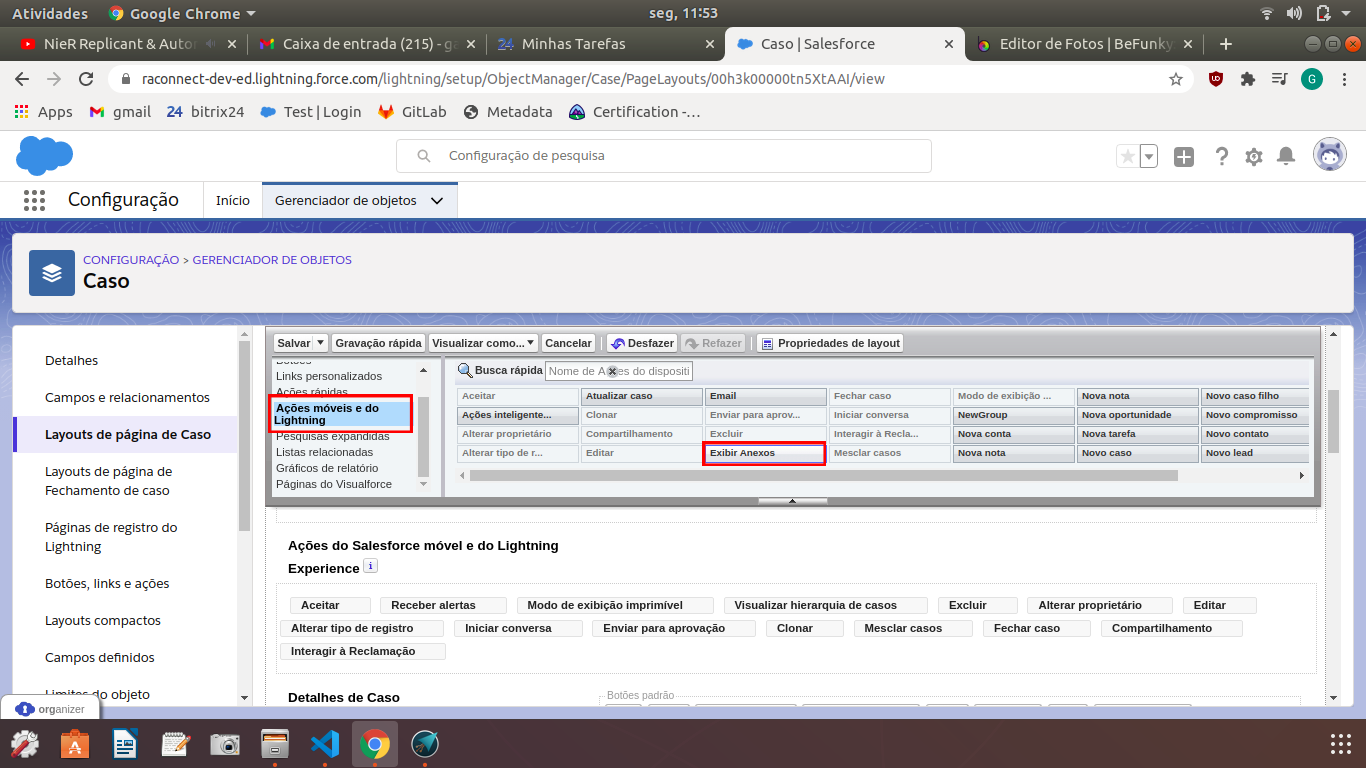 Atividades
Google Chrome
seg, 11:53
NieR Replicant & Auto
Caixa de entrada (215) - ga
24 Minhas Tarefas
Caso | Salesforce
Editor de Fotos | BeFunky
raconnect-dev-ed.lightning.force.com/lightning/setup/ObjectManager/Case/PageLayouts/00h3k00000tn5XtAAI/view
G
Apps
gmail
24 bitrix24
Test | Login
GitLab
Metadata
Certification -...
Configuração de pesquisa
Configuração
Início
Gerenciador de objetos
CONFIGURAÇÃO > GERENCIADOR DE OBJETOS
Caso
Detalhes
Campos e relacionamentos
Layouts de página de Caso
Layouts de página de
Fechamento de caso
Páginas de registro do
Lightning
Botões, links e ações
Layouts compactos
Campos definidos
Limites do objeto
organizer
Salvar
Gravação rápida
Visualizar como...
Cancelar
Desfazer
Refazer
Propriedades de layout
Botões
Links personalizados
Ações rápidas
Ações móveis e do
Lightning
Pesquisas expandidas
Listas relacionadas
Gráficos de relatório
Páginas do Visualforce
Busca rápida
Aceitar
Atualizar caso
Email
Fechar caso
Modo de exibição ...
Nova nota
Novo caso filho
Ações inteligente...
Clonar
Enviar para aprov...
Iniciar conversa
NewGroup
Nova oportunidade
Novo compromisso
Alterar proprietário
Compartilhamento
Excluir
Interagir à Recla...
Nova conta
Nova tarefa
Novo contato
Alterar tipo de r...
Editar
Exibir Anexos
Mesclar casos
Nova nota
Novo caso
Novo lead
Ações do Salesforce móvel e do Lightning
Experience i
Aceitar
Receber alertas
Modo de exibição imprimível
Visualizar hierarquia de casos
Excluir
Alterar proprietário
Editar
Alterar tipo de registro
Iniciar conversa
Enviar para aprovação
Clonar
Mesclar casos
Fechar caso
Compartilhamento
Interagir à Reclamação
Detalhes de Caso
Botões padrão